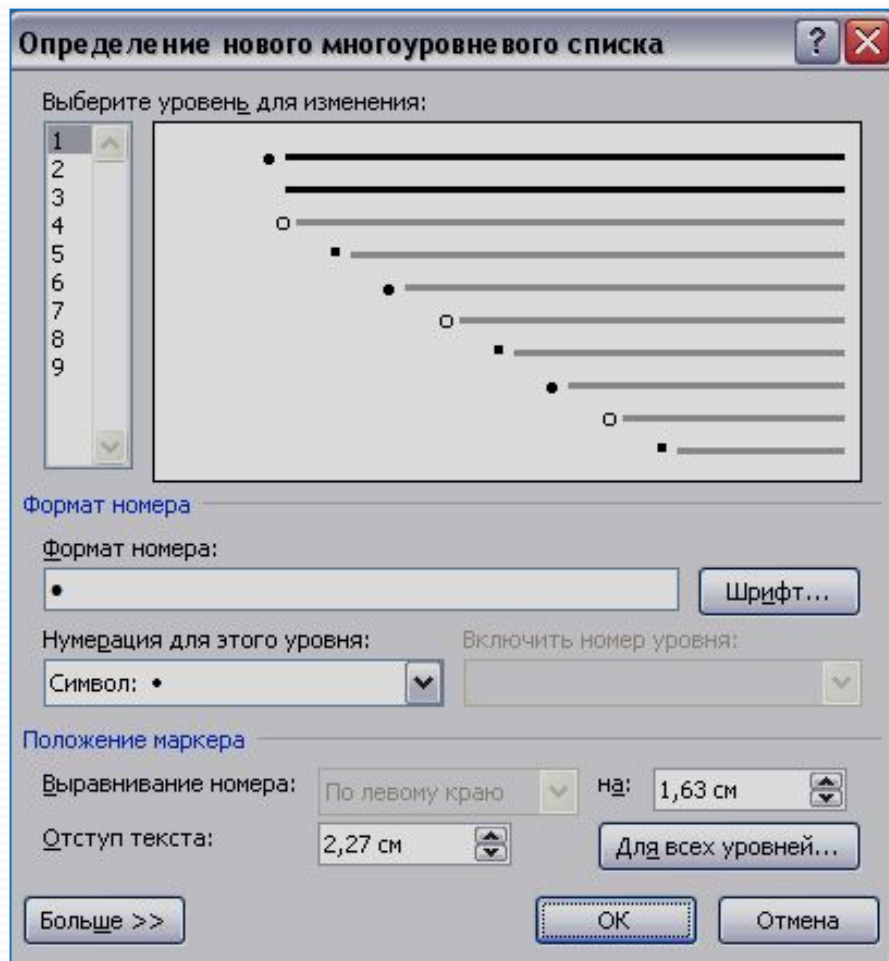 Определение нового многоуровневого списка
Выберите уровень для изменения:
1
2
3
4
5
6
7
8
9
Формат номера
Формат номера:
•
Шрифт...
Нумерация для этого уровня:
Включить номер уровня:
Символ: •
Положение маркера
Выравнивание номера:
По левому краю
на:
1,63 см
Отступ текста:
2,27 см
Для всех уровней...
Больше >>
ОК
Отмена